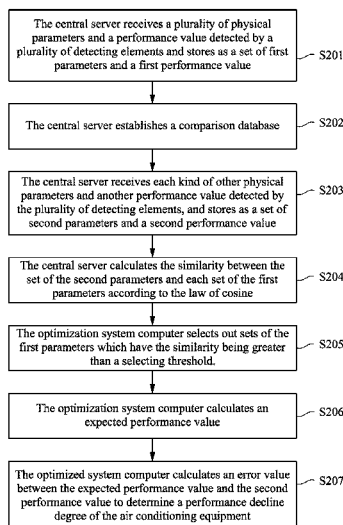 The central server receives a plurality of physical
parameters and a performance value detected by a
plurality of detecting elements and stores as a set of first
parameters and a first performance value
S201
The central server establishes a comparison database
S202
The central server receives each kind of other physical
parameters and another performance value detected by
the plurality of detecting elements, and stores as a set of
second parameters and a second performance value
S203
The central server calculates the similarity between the
set of the second parameters and each set of the first
parameters according to the law of cosine
S204
The optimization system computer selects out sets of the
first parameters which have the similarity being greater
than a selecting threshold.
S205
The optimization system computer calculates an
expected performance value
S206
The optimized system computer calculates an error value
between the expected performance value and the second
performance value to determine a performance decline
degree of the air conditioning equipment
S207